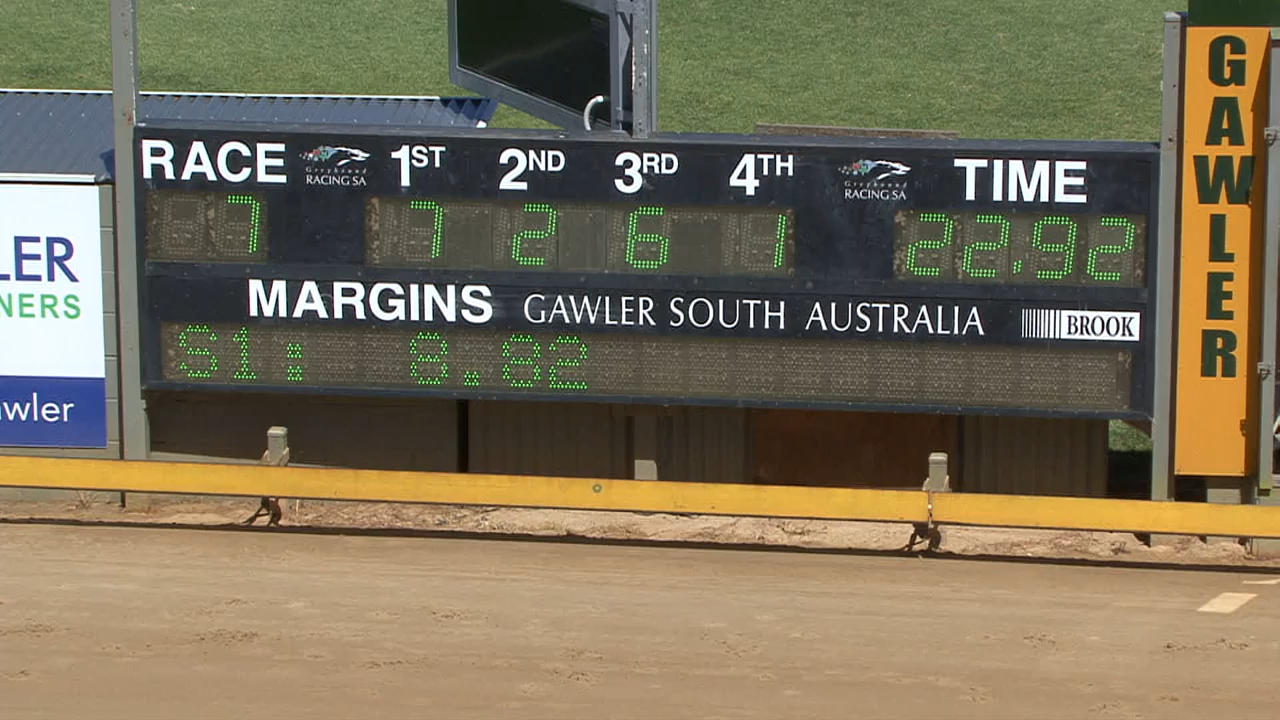 RACE Greyhound RACING SA 1ST 2ND 3RD 4TH Greyhound RACING SA TIME
7 7 2 6 1 22.92
MARGINS GAWLER SOUTH AUSTRALIA BROOK
S1: 8.82
LER
NERS
wler
GAWLER